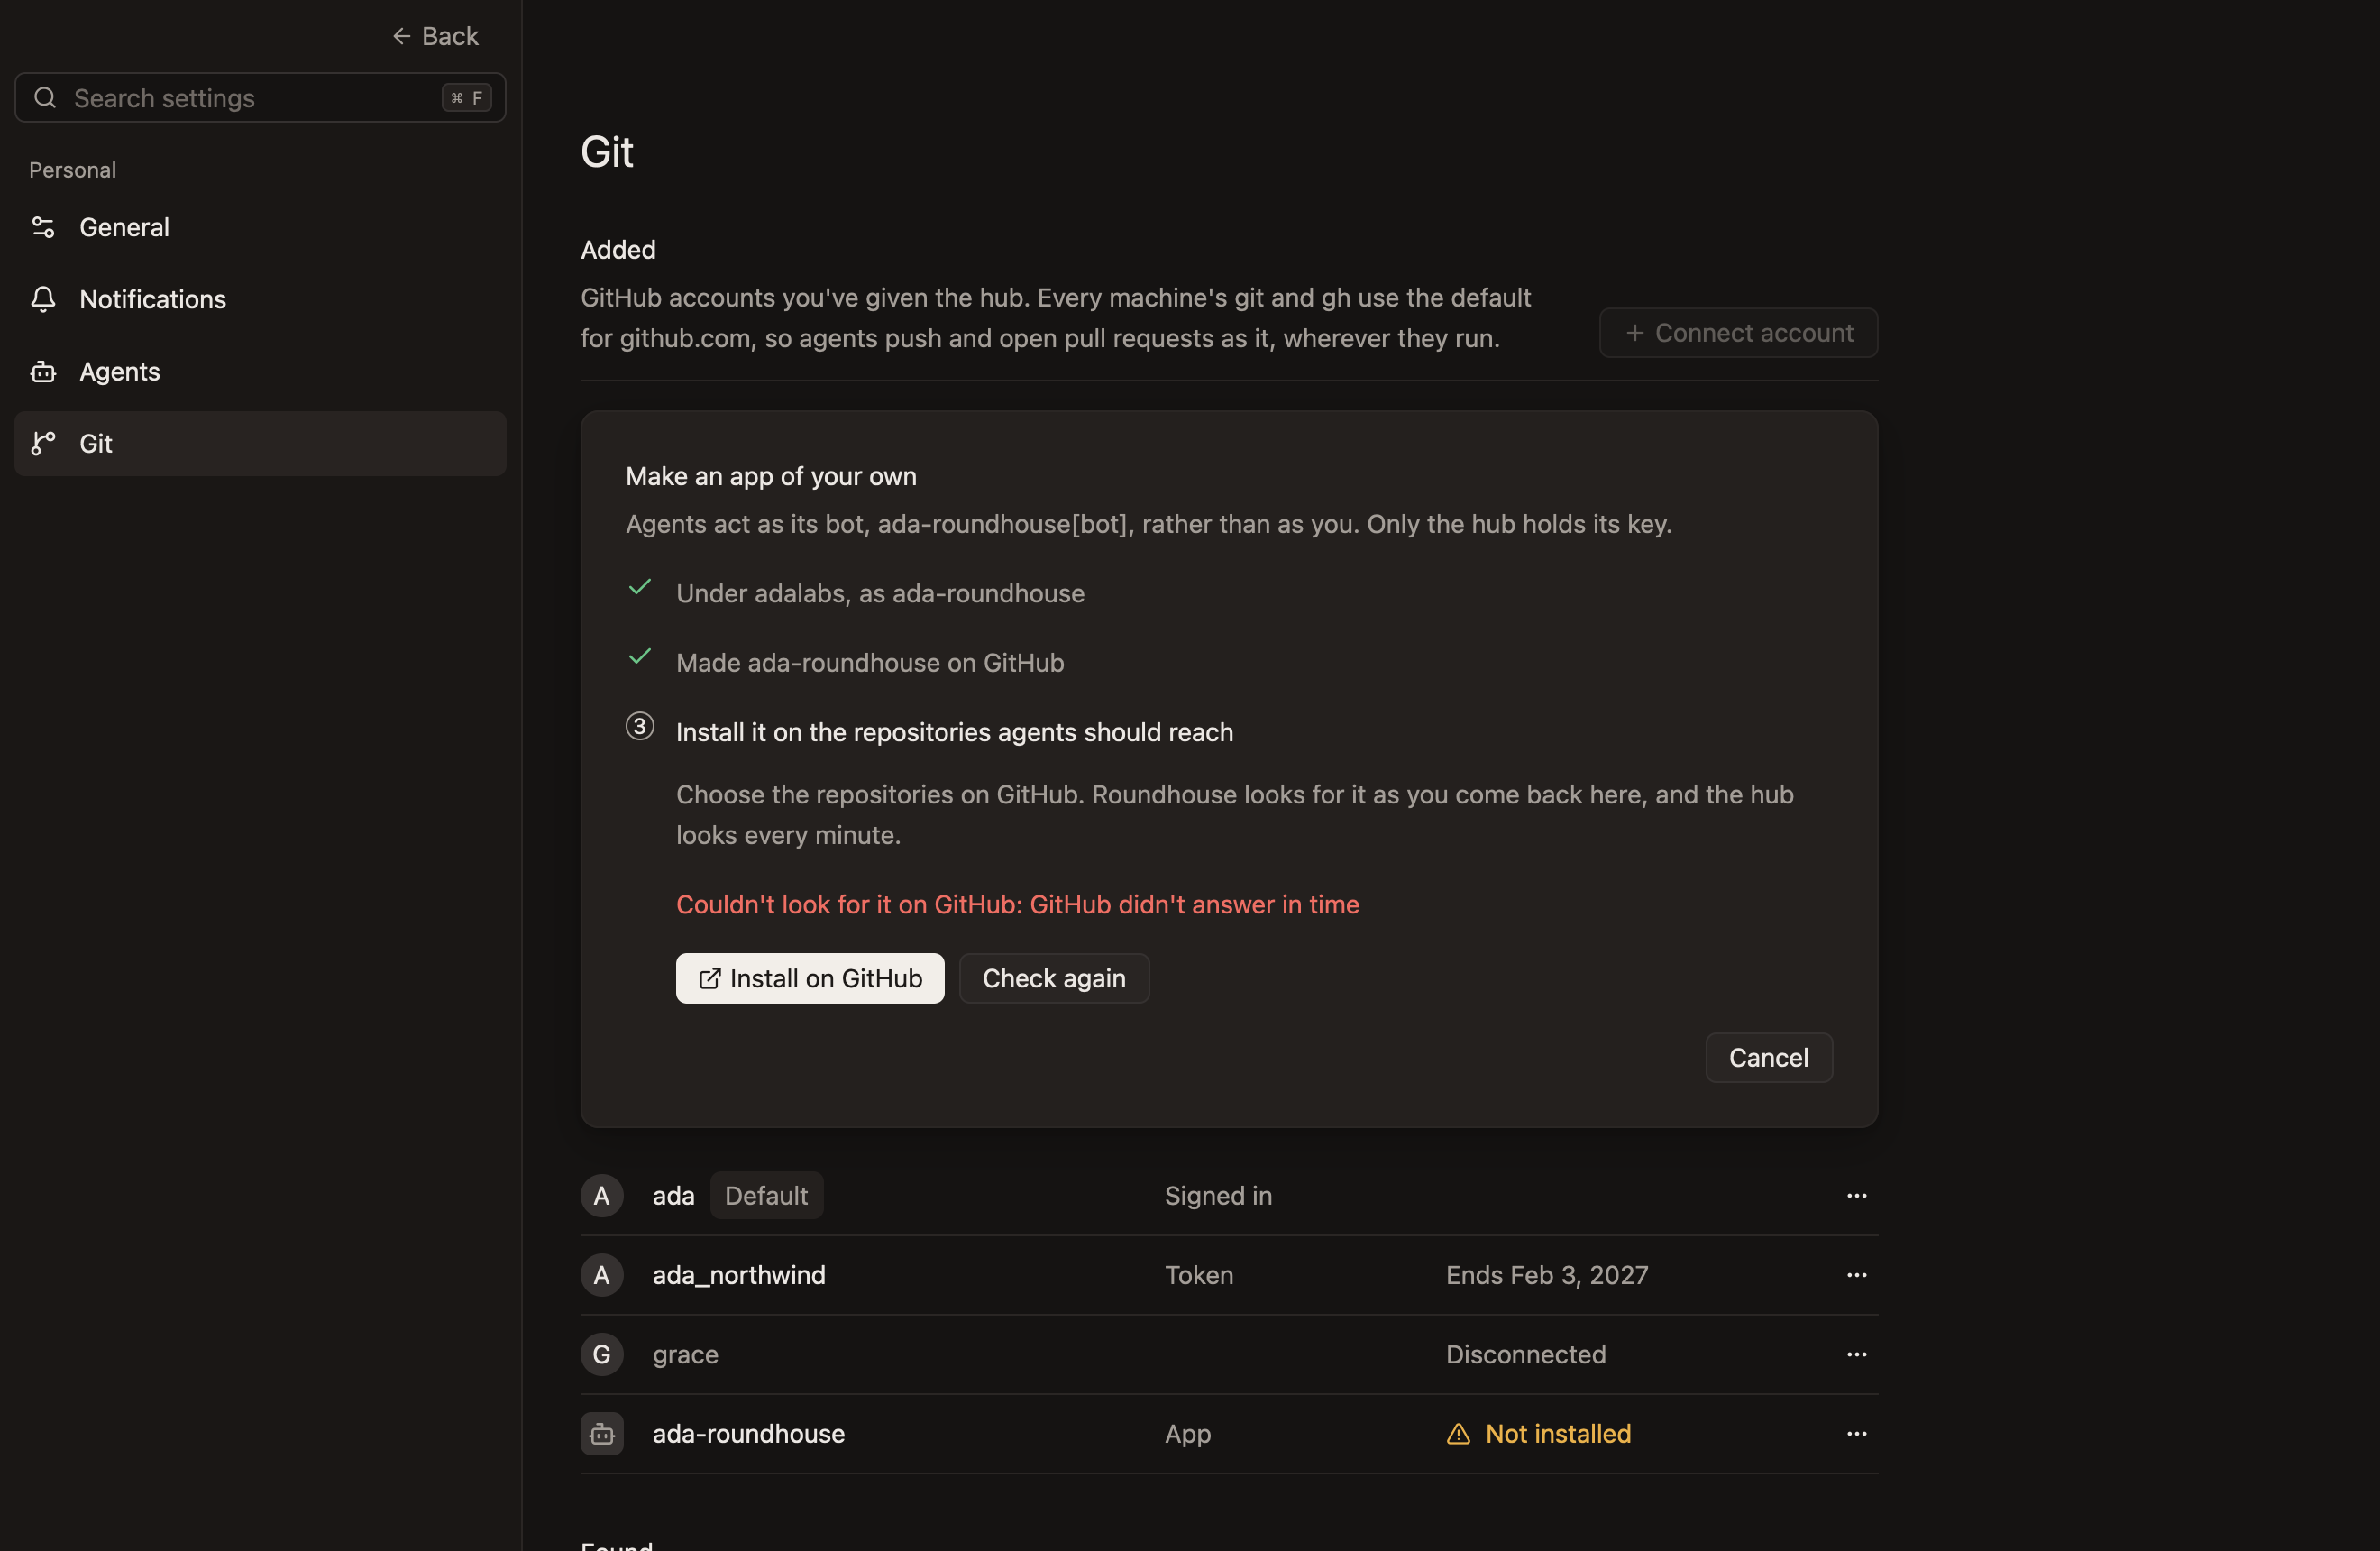 ← Back
Search settings ⌘ F
Personal
General
Notifications
Agents
Git
Git
Added
GitHub accounts you've given the hub. Every machine's git and gh use the default
for github.com, so agents push and open pull requests as it, wherever they run.
+ Connect account
Make an app of your own
Agents act as its bot, ada-roundhouse[bot], rather than as you. Only the hub holds its key.
Under adalabs, as ada-roundhouse
Made ada-roundhouse on GitHub
3 Install it on the repositories agents should reach
Choose the repositories on GitHub. Roundhouse looks for it as you come back here, and the hub
looks every minute.
Couldn't look for it on GitHub: GitHub didn't answer in time
Install on GitHub Check again
Cancel
A ada Default Signed in
A ada_northwind Token Ends Feb 3, 2027
G grace Disconnected
ada-roundhouse App Not installed
Found